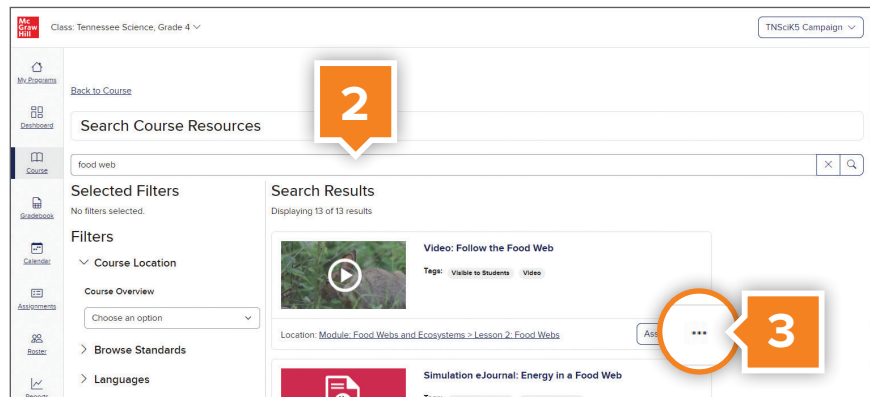 Mc Graw Hill
Class: Tennessee Science, Grade 4
TNSciK5 Campaign
My Programs
Dashboard
Course
Gradebook
Calendar
Assignments
Roster
Reports
Back to Course
2
Search Course Resources
food web
Selected Filters
No filters selected.
Filters
Course Location
Course Overview
Choose an option
Browse Standards
Languages
Search Results
Displaying 13 of 13 results
Video: Follow the Food Web
Tags: Visible to Students Video
Location: Module: Food Webs and Ecosystems > Lesson 2: Food Webs
Ass
3
Simulation eJournal: Energy in a Food Web